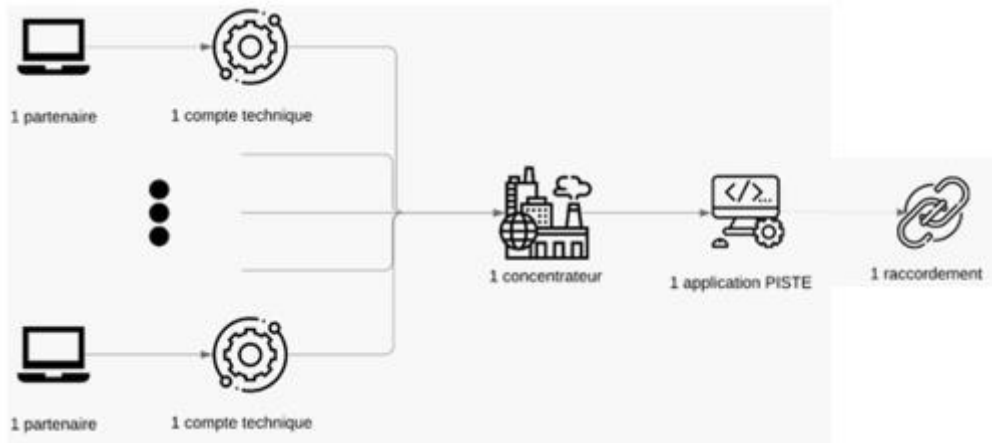 1 partenaire
1 compte technique
</>...
1 concentrateur
1 application PISTE
1 raccordement
1 partenaire
1 compte technique